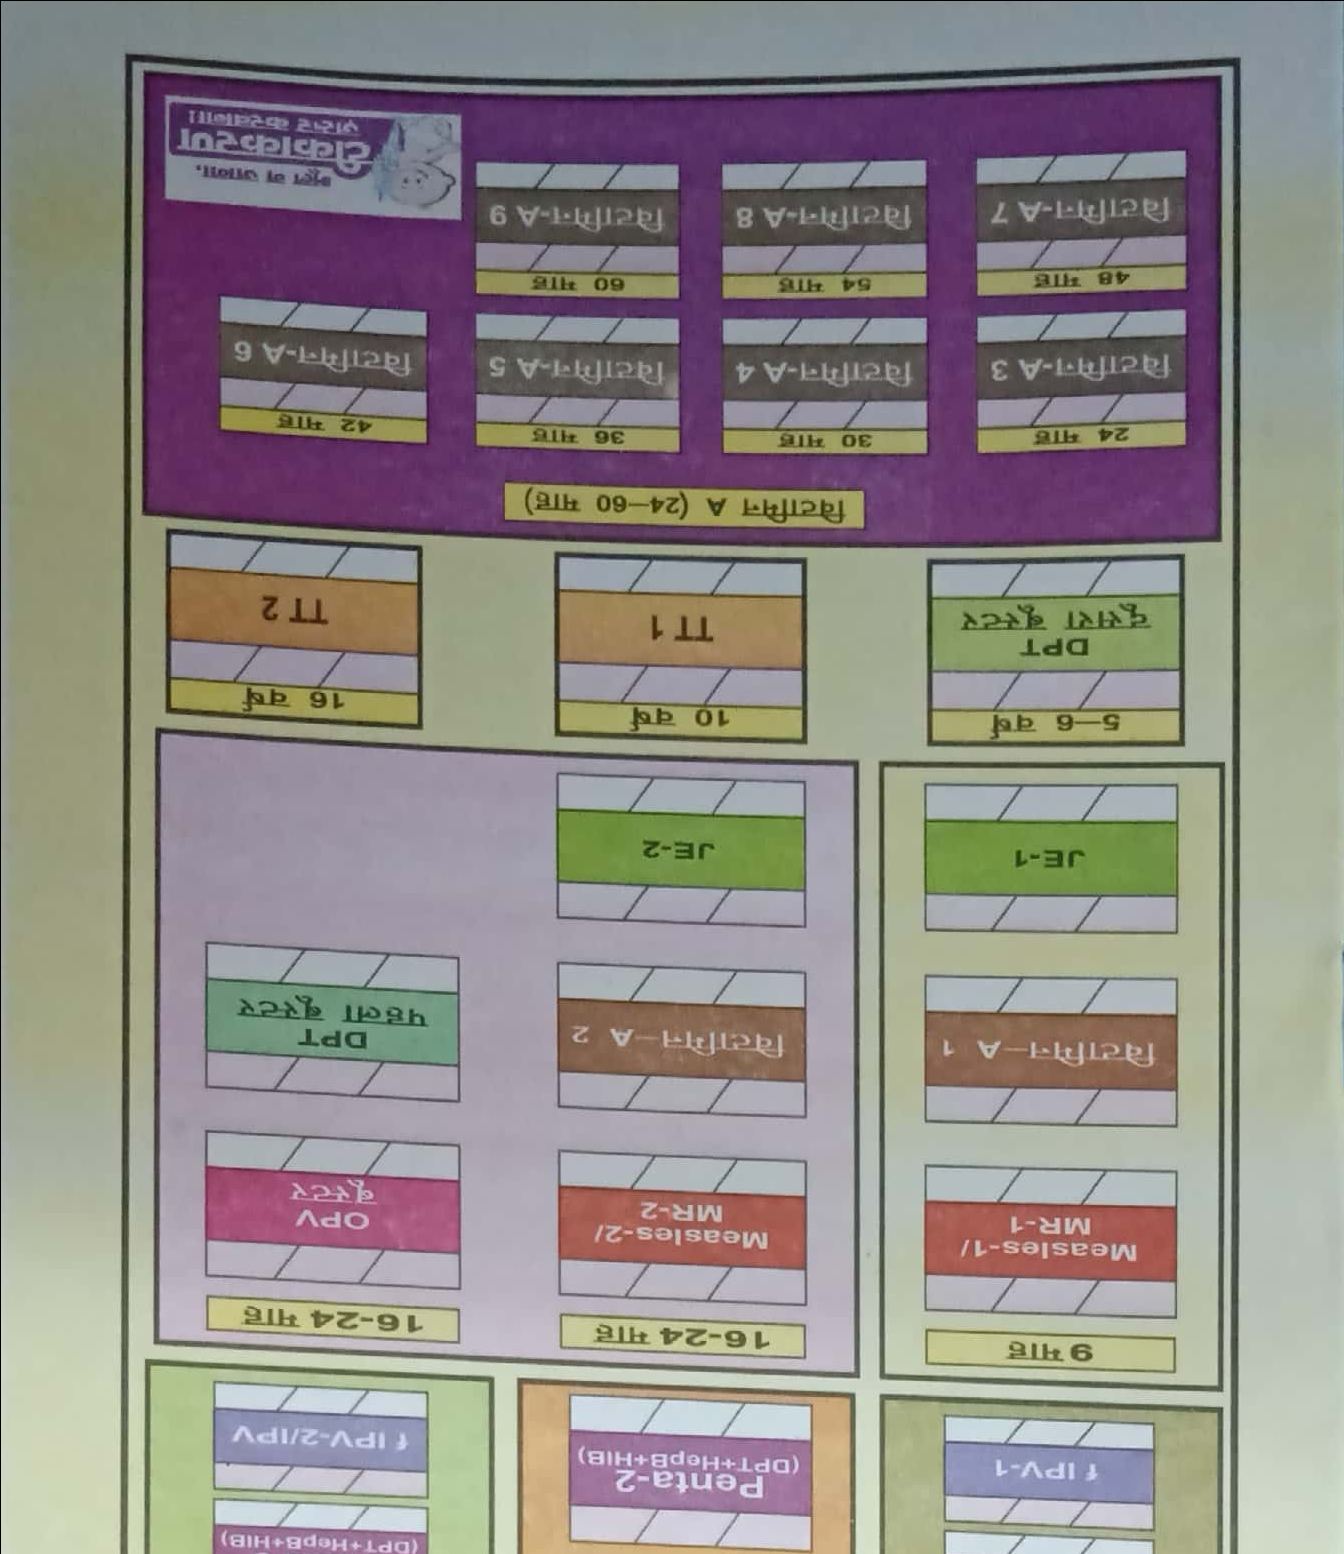 (DPT+HepB+HIB)
f IPV-1
Penta-2
(DPT+HepB+HIB)
f IPV-2/IPV
9 माह
16-24 माह
16-24 माह
Measles-1/
MR-1
Measles-2/
MR-2
OPV
बूस्टर
विटामिन–A 1
विटामिन–A 2
DPT
पहला बूस्टर
JE-1
JE-2
5–6 वर्ष
10 वर्ष
16 वर्ष
DPT
दूसरा बूस्टर
TT 1
TT 2
विटामिन A (24–60 माह)
24 माह
30 माह
36 माह
42 माह
विटामिन-A 3
विटामिन-A 4
विटामिन-A 5
विटामिन-A 6
48 माह
54 माह
60 माह
विटामिन-A 7
विटामिन-A 8
विटामिन-A 9
भूल न जाना,
टीकाकरण
ज़रूर करवाना!